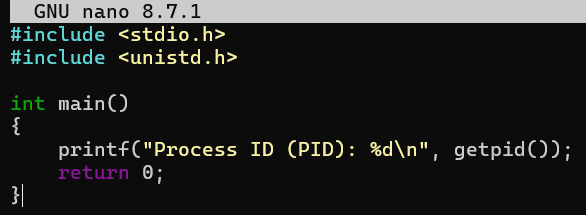 GNU nano 8.7.1
#include <stdio.h>
#include <unistd.h>
int main()
{
    printf("Process ID (PID): %d\n", getpid());
    return 0;
}